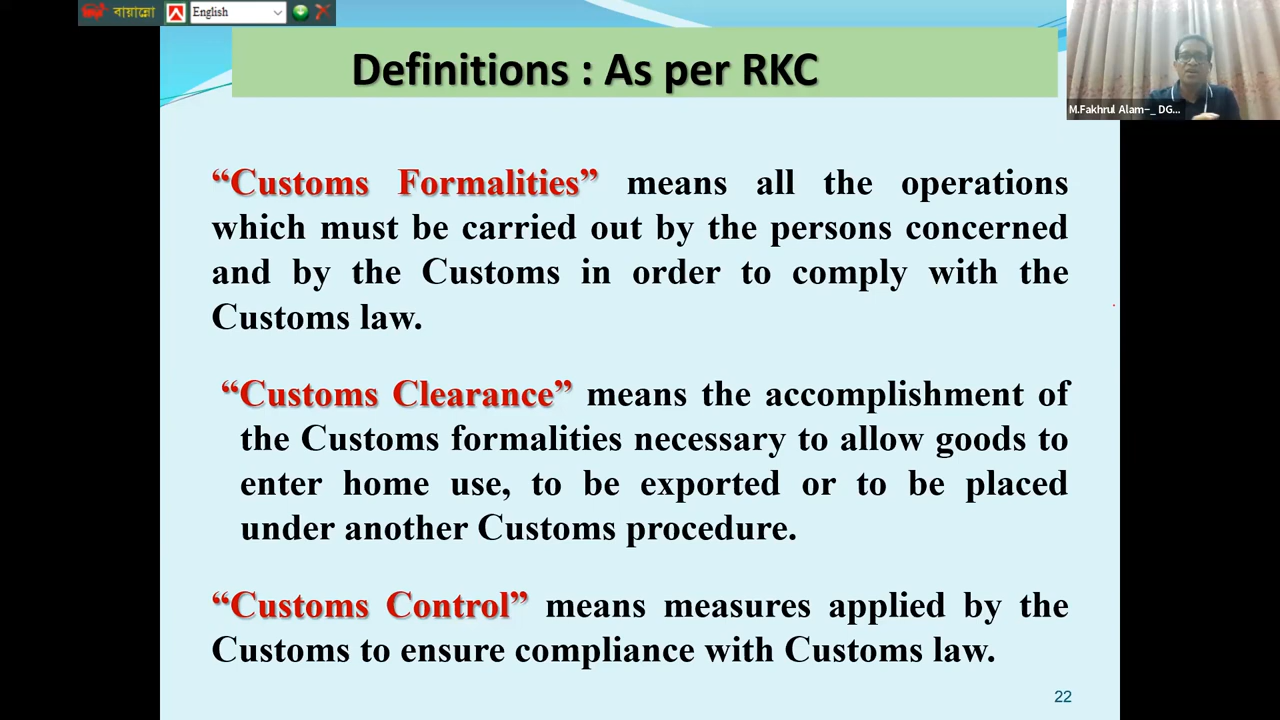 বায়ান্নো English
Definitions : As per RKC
M.Fakhrul Alam-_ DG...
“Customs Formalities” means all the operations
which must be carried out by the persons concerned
and by the Customs in order to comply with the
Customs law.
“Customs Clearance” means the accomplishment of
the Customs formalities necessary to allow goods to
enter home use, to be exported or to be placed
under another Customs procedure.
“Customs Control” means measures applied by the
Customs to ensure compliance with Customs law.
22